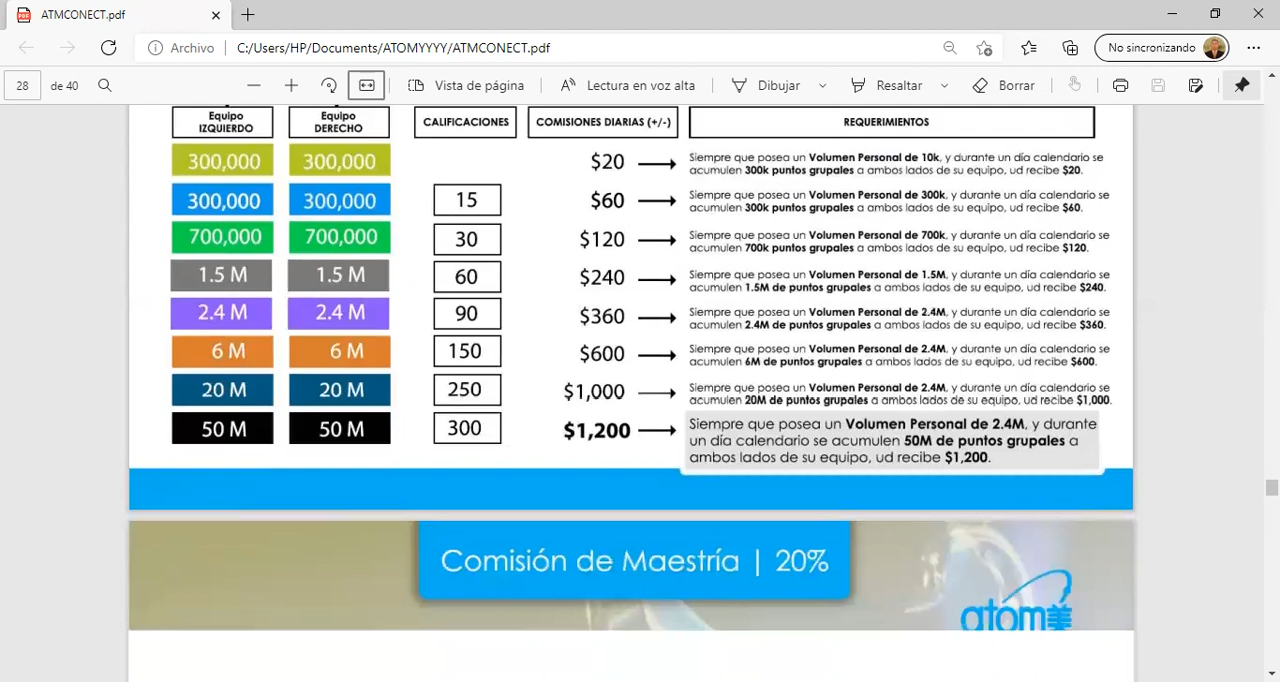 ATMCONECT.pdf
Archivo
C:/Users/HP/Documents/ATOMYYYY/ATMCONECT.pdf
No sincronizando
28 de 40
Vista de página
Lectura en voz alta
Dibujar
Resaltar
Borrar
Equipo IZQUIERDO
Equipo DERECHO
CALIFICACIONES
COMISIONES DIARIAS (+/-)
REQUERIMIENTOS
300,000 300,000 $20
Siempre que posea un Volumen Personal de 10k, y durante un día calendario se
acumulen 300k puntos grupales a ambos lados de su equipo, ud recibe $20.
300,000 300,000 15 $60
Siempre que posea un Volumen Personal de 300k, y durante un día calendario se
acumulen 300k puntos grupales a ambos lados de su equipo, ud recibe $60.
700,000 700,000 30 $120
Siempre que posea un Volumen Personal de 700k, y durante un día calendario se
acumulen 700k puntos grupales a ambos lados de su equipo, ud recibe $120.
1.5 M 1.5 M 60 $240
Siempre que posea un Volumen Personal de 1.5M, y durante un día calendario se
acumulen 1.5M de puntos grupales a ambos lados de su equipo, ud recibe $240.
2.4 M 2.4 M 90 $360
Siempre que posea un Volumen Personal de 2.4M, y durante un día calendario se
acumulen 2.4M de puntos grupales a ambos lados de su equipo, ud recibe $360.
6 M 6 M 150 $600
Siempre que posea un Volumen Personal de 2.4M, y durante un día calendario se
acumulen 6M de puntos grupales a ambos lados de su equipo, ud recibe $600.
20 M 20 M 250 $1,000
Siempre que posea un Volumen Personal de 2.4M, y durante un día calendario se
acumulen 20M de puntos grupales a ambos lados de su equipo, ud recibe $1,000.
50 M 50 M 300 $1,200
Siempre que posea un Volumen Personal de 2.4M, y durante
un día calendario se acumulen 50M de puntos grupales a
ambos lados de su equipo, ud recibe $1,200.
Comisión de Maestría | 20%
atom美